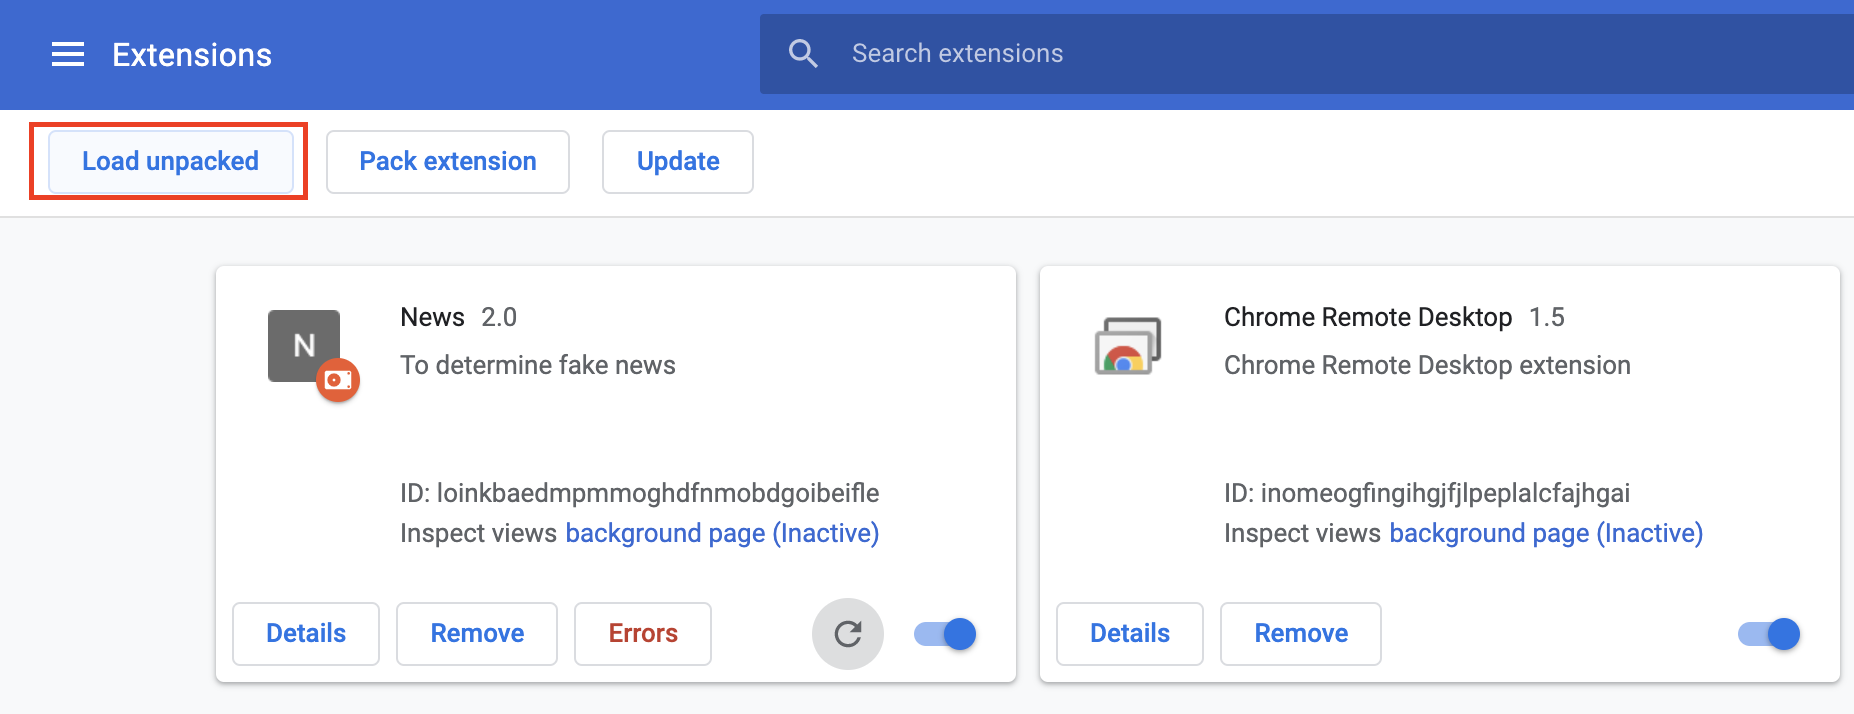 Extensions
Search extensions
Load unpacked
Pack extension
Update
N
News 2.0
To determine fake news
ID: loinkbaedmpmmoghdfnmobdgoibeifle
Inspect views background page (Inactive)
Details
Remove
Errors
Chrome Remote Desktop 1.5
Chrome Remote Desktop extension
ID: inomeogfingihgjfjlpeplalcfajhgai
Inspect views background page (Inactive)
Details
Remove